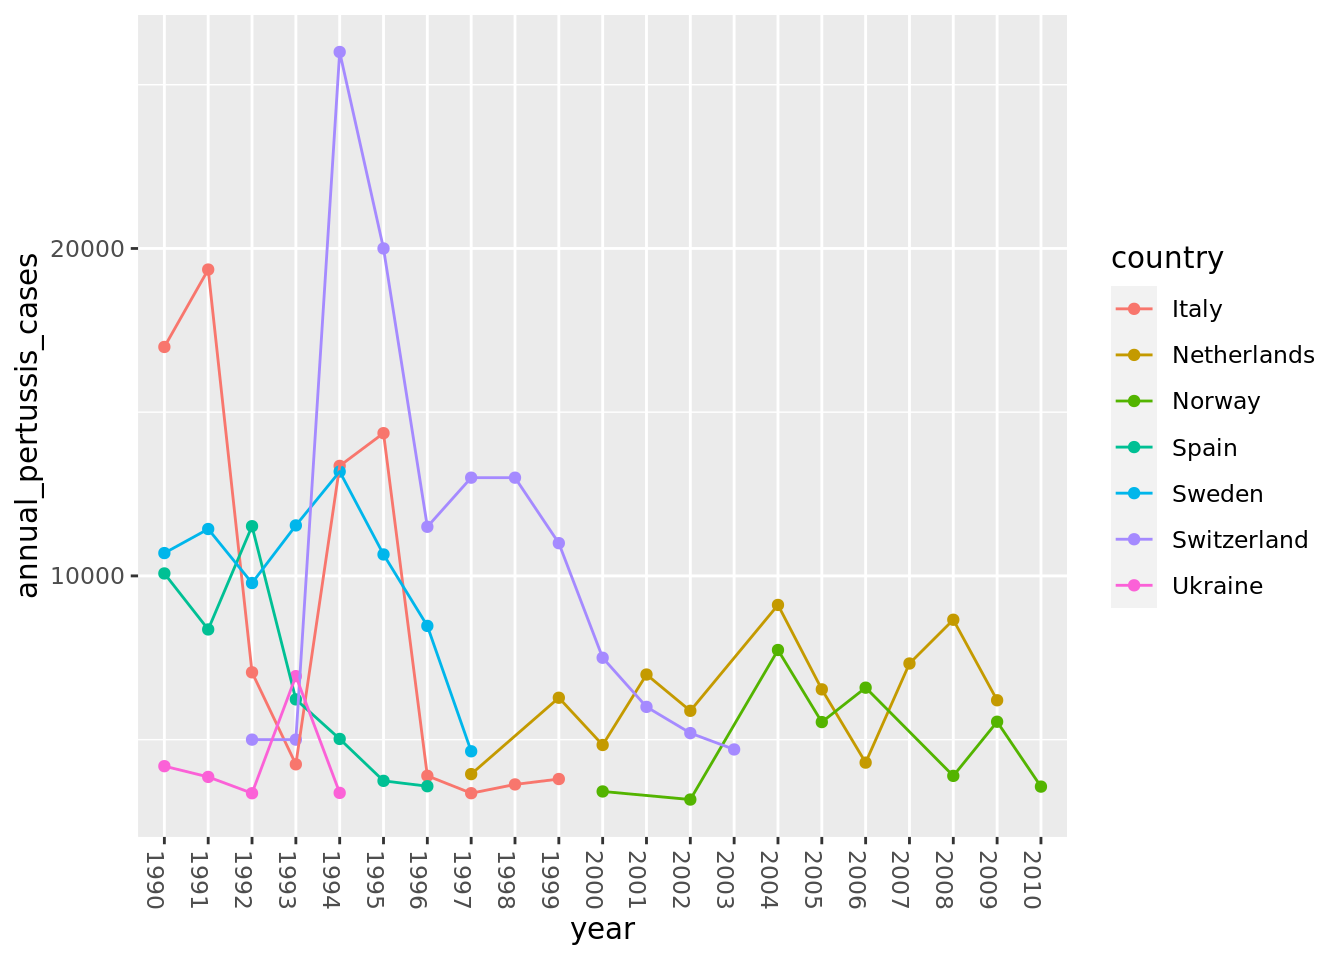 annual_pertussis_cases
20000
10000
1990
1991
1992
1993
1994
1995
1996
1997
1998
1999
2000
2001
2002
2003
2004
2005
2006
2007
2008
2009
2010
year
country
Italy
Netherlands
Norway
Spain
Sweden
Switzerland
Ukraine